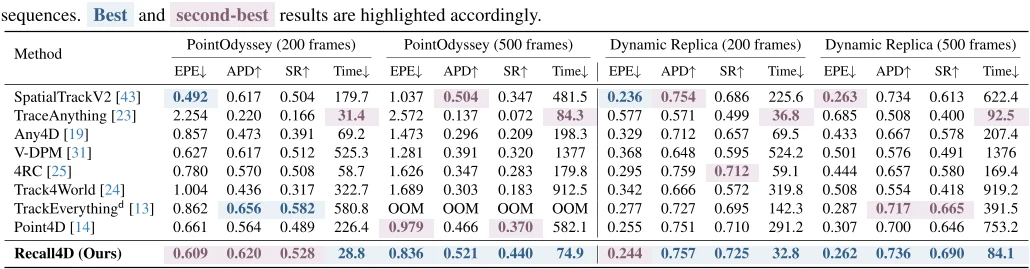 sequences. Best and second-best results are highlighted accordingly.
Method PointOdyssey (200 frames) PointOdyssey (500 frames) Dynamic Replica (200 frames) Dynamic Replica (500 frames)
EPE↓ APD↑ SR↑ Time↓ EPE↓ APD↑ SR↑ Time↓ EPE↓ APD↑ SR↑ Time↓ EPE↓ APD↑ SR↑ Time↓
SpatialTrackV2 [43] 0.492 0.617 0.504 179.7 1.037 0.504 0.347 481.5 0.236 0.754 0.686 225.6 0.263 0.734 0.613 622.4
TraceAnything [23] 2.254 0.220 0.166 31.4 2.572 0.137 0.072 84.3 0.577 0.571 0.499 36.8 0.685 0.508 0.400 92.5
Any4D [19] 0.857 0.473 0.391 69.2 1.473 0.296 0.209 198.3 0.329 0.712 0.657 69.5 0.433 0.667 0.578 207.4
V-DPM [31] 0.627 0.617 0.512 525.3 1.281 0.391 0.320 1377 0.368 0.648 0.595 524.2 0.501 0.576 0.491 1376
4RC [25] 0.780 0.570 0.508 58.7 1.626 0.347 0.283 179.8 0.295 0.759 0.712 59.1 0.444 0.657 0.580 169.4
Track4World [24] 1.004 0.436 0.317 322.7 1.689 0.303 0.183 912.5 0.342 0.666 0.572 319.8 0.508 0.554 0.418 919.2
TrackEverythingᵈ [13] 0.862 0.656 0.582 580.8 OOM OOM OOM OOM 0.277 0.727 0.695 142.3 0.287 0.717 0.665 391.5
Point4D [14] 0.661 0.564 0.489 226.4 0.979 0.466 0.370 582.1 0.255 0.751 0.710 291.2 0.307 0.700 0.646 753.2
Recall4D (Ours) 0.609 0.620 0.528 28.8 0.836 0.521 0.440 74.9 0.244 0.757 0.725 32.8 0.262 0.736 0.690 84.1